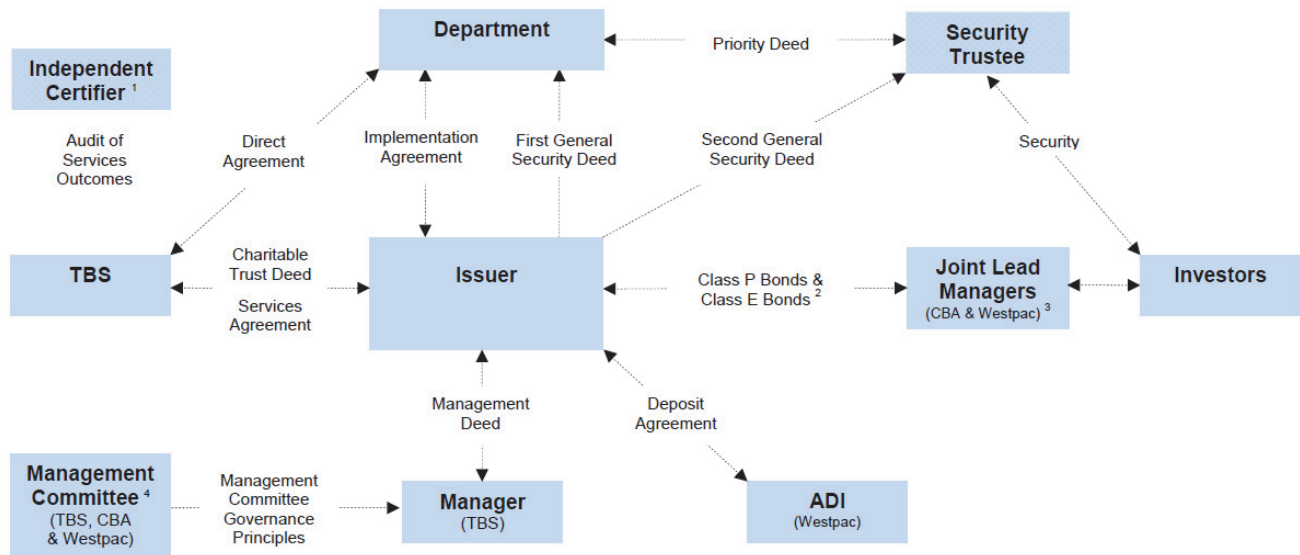 Department
Priority Deed
Security
Trustee
Independent
Certifier 1
Audit of
Services
Outcomes
Direct
Agreement
Implementation
Agreement
First General
Security Deed
Second General
Security Deed
Security
TBS
Charitable
Trust Deed
Services
Agreement
Issuer
Class P Bonds &
Class E Bonds 2
Joint Lead
Managers
(CBA & Westpac) 3
Investors
Management
Deed
Deposit
Agreement
Management
Committee 4
(TBS, CBA
& Westpac)
Management
Committee
Governance
Principles
Manager
(TBS)
ADI
(Westpac)